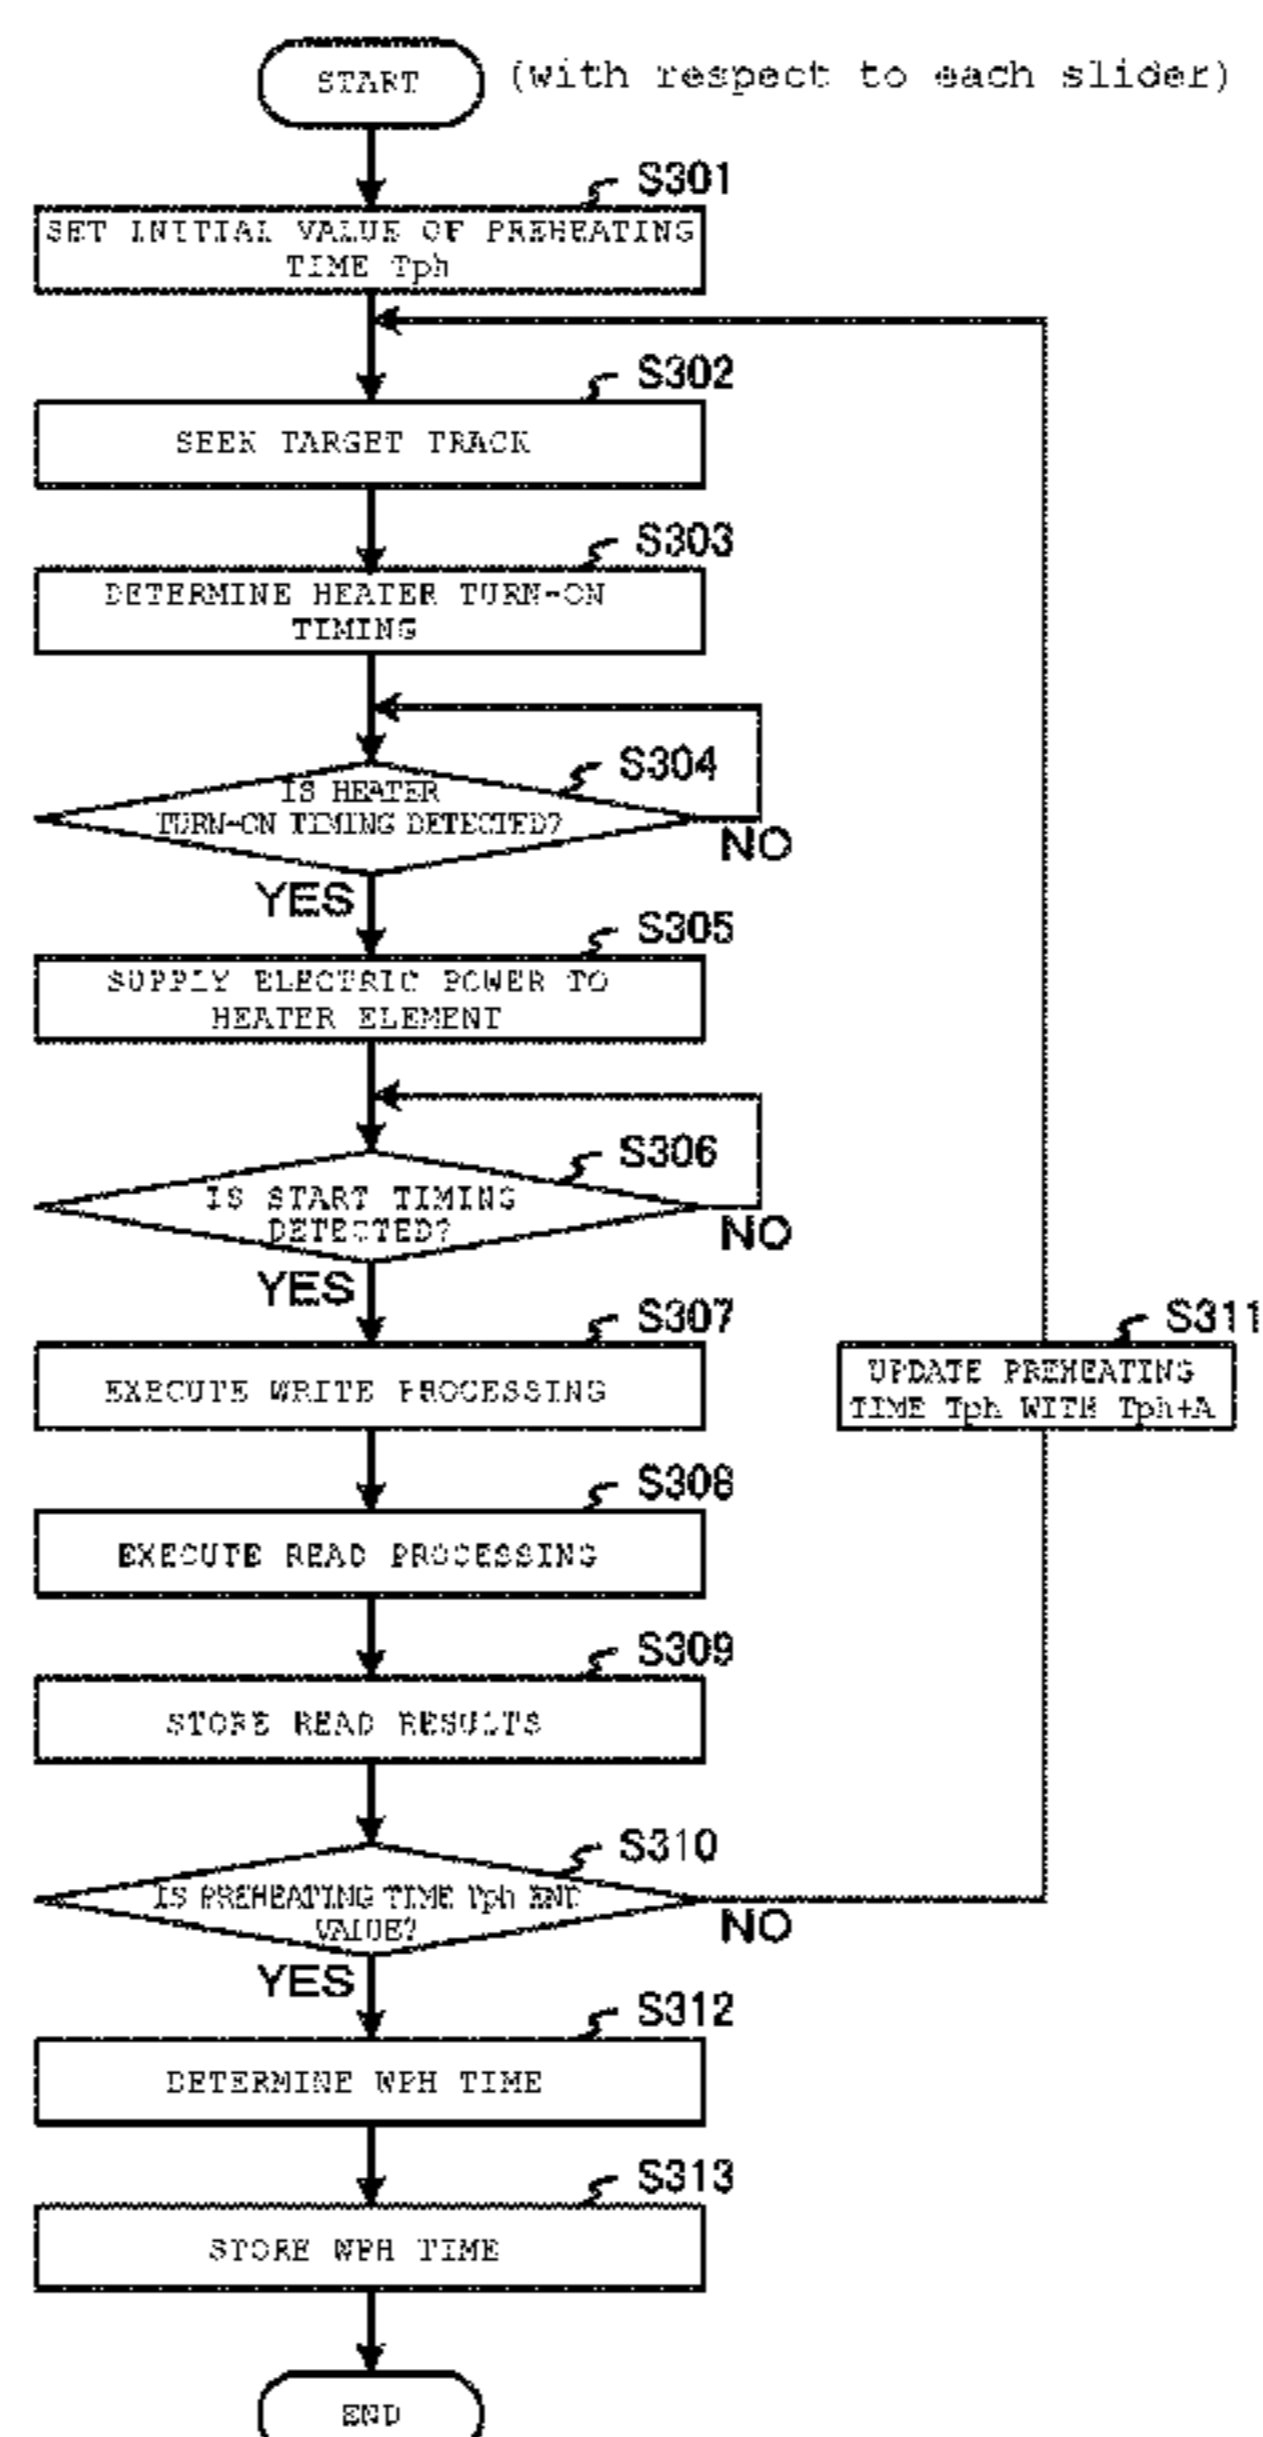 START (with respect to each slider)
S301
SET INITIAL VALUE OF PREHEATING
TIME Tph
S302
SEEK TARGET TRACK
S303
DETERMINE HEATER TURN-ON
TIMING
S304
IS HEATER
TURN-ON TIMING DETECTED?
NO
YES
S305
SUPPLY ELECTRIC POWER TO
HEATER ELEMENT
S306
IS START TIMING
DETECTED?
NO
YES
S307
EXECUTE WRITE PROCESSING
S311
UPDATE PREHEATING
TIME Tph WITH Tph+A
S308
EXECUTE READ PROCESSING
S309
STORE READ RESULTS
S310
IS PREHEATING TIME Tph END
VALUE?
NO
YES
S312
DETERMINE WPH TIME
S313
STORE WPH TIME
END